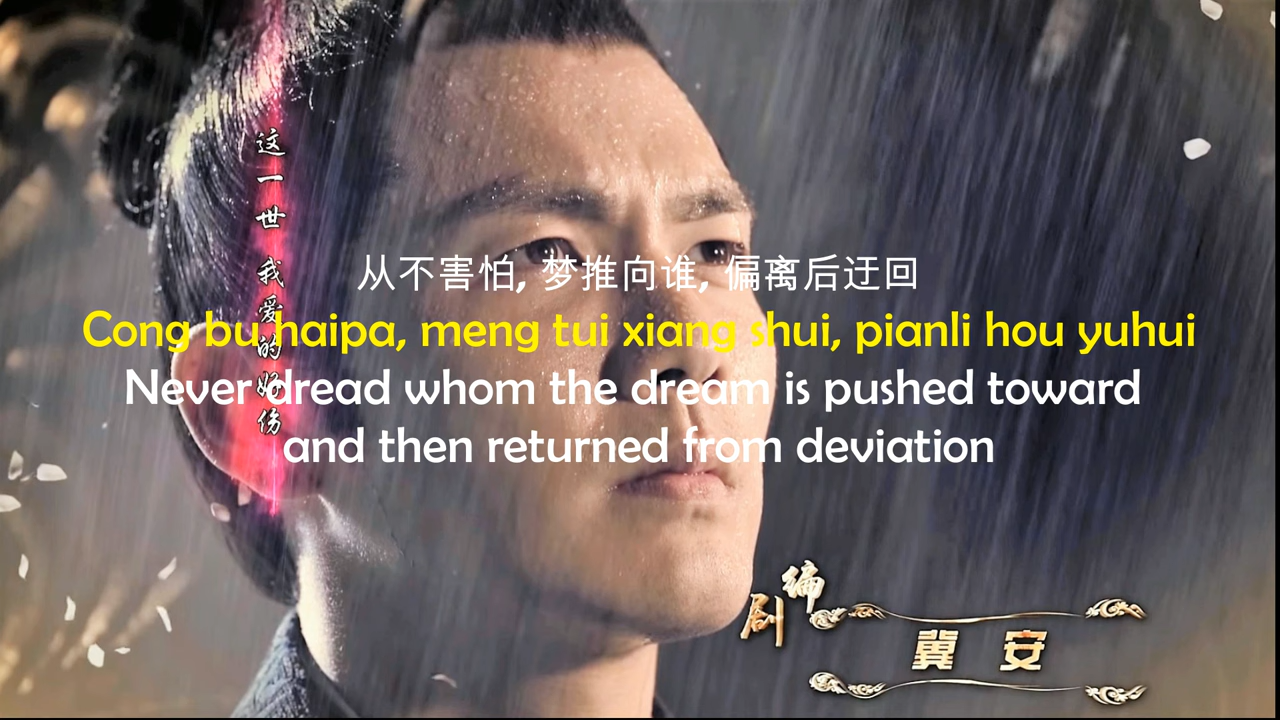 这一世 我爱的好伤
从不害怕, 梦推向谁, 偏离后迂回
Cong bu haipa, meng tui xiang shui, pianli hou yuhui
Never dread whom the dream is pushed toward
and then returned from deviation
编剧
冀 安